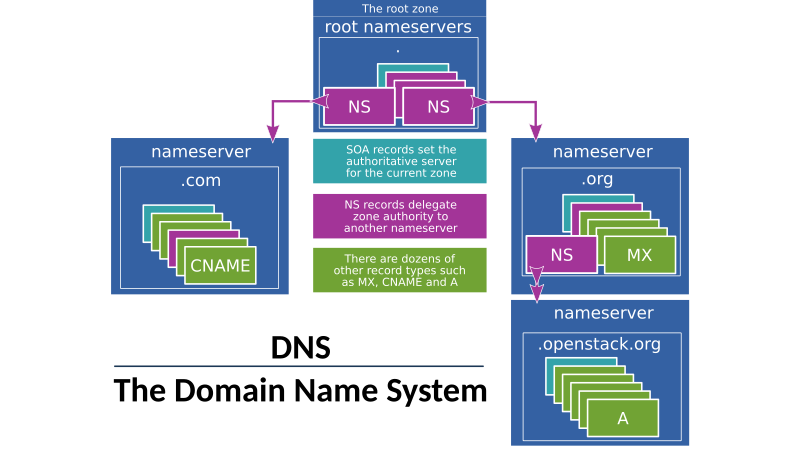 The root zone
root nameservers
.
NS
NS
nameserver
.com
CNAME
SOA records set the
authoritative server
for the current zone
NS records delegate
zone authority to
another nameserver
There are dozens of
other record types such
as MX, CNAME and A
nameserver
.org
NS
MX
nameserver
.openstack.org
A
DNS
The Domain Name System